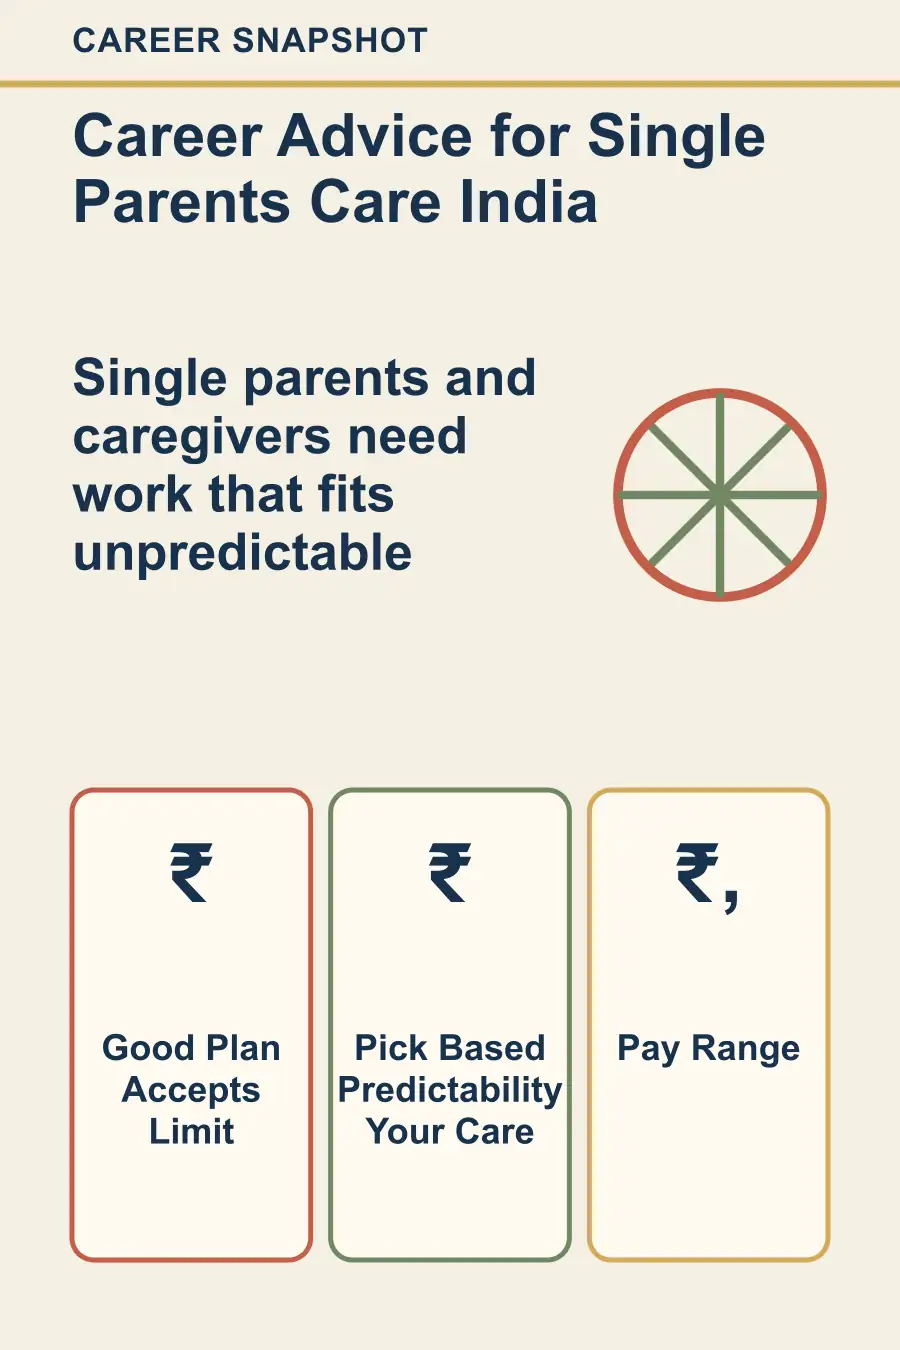 CAREER SNAPSHOT
Career Advice for Single
Parents Care India
Single parents and
caregivers need
work that fits
unpredictable
₹
Good Plan
Accepts
Limit
₹
Pick Based
Predictability
Your Care
₹,
Pay Range